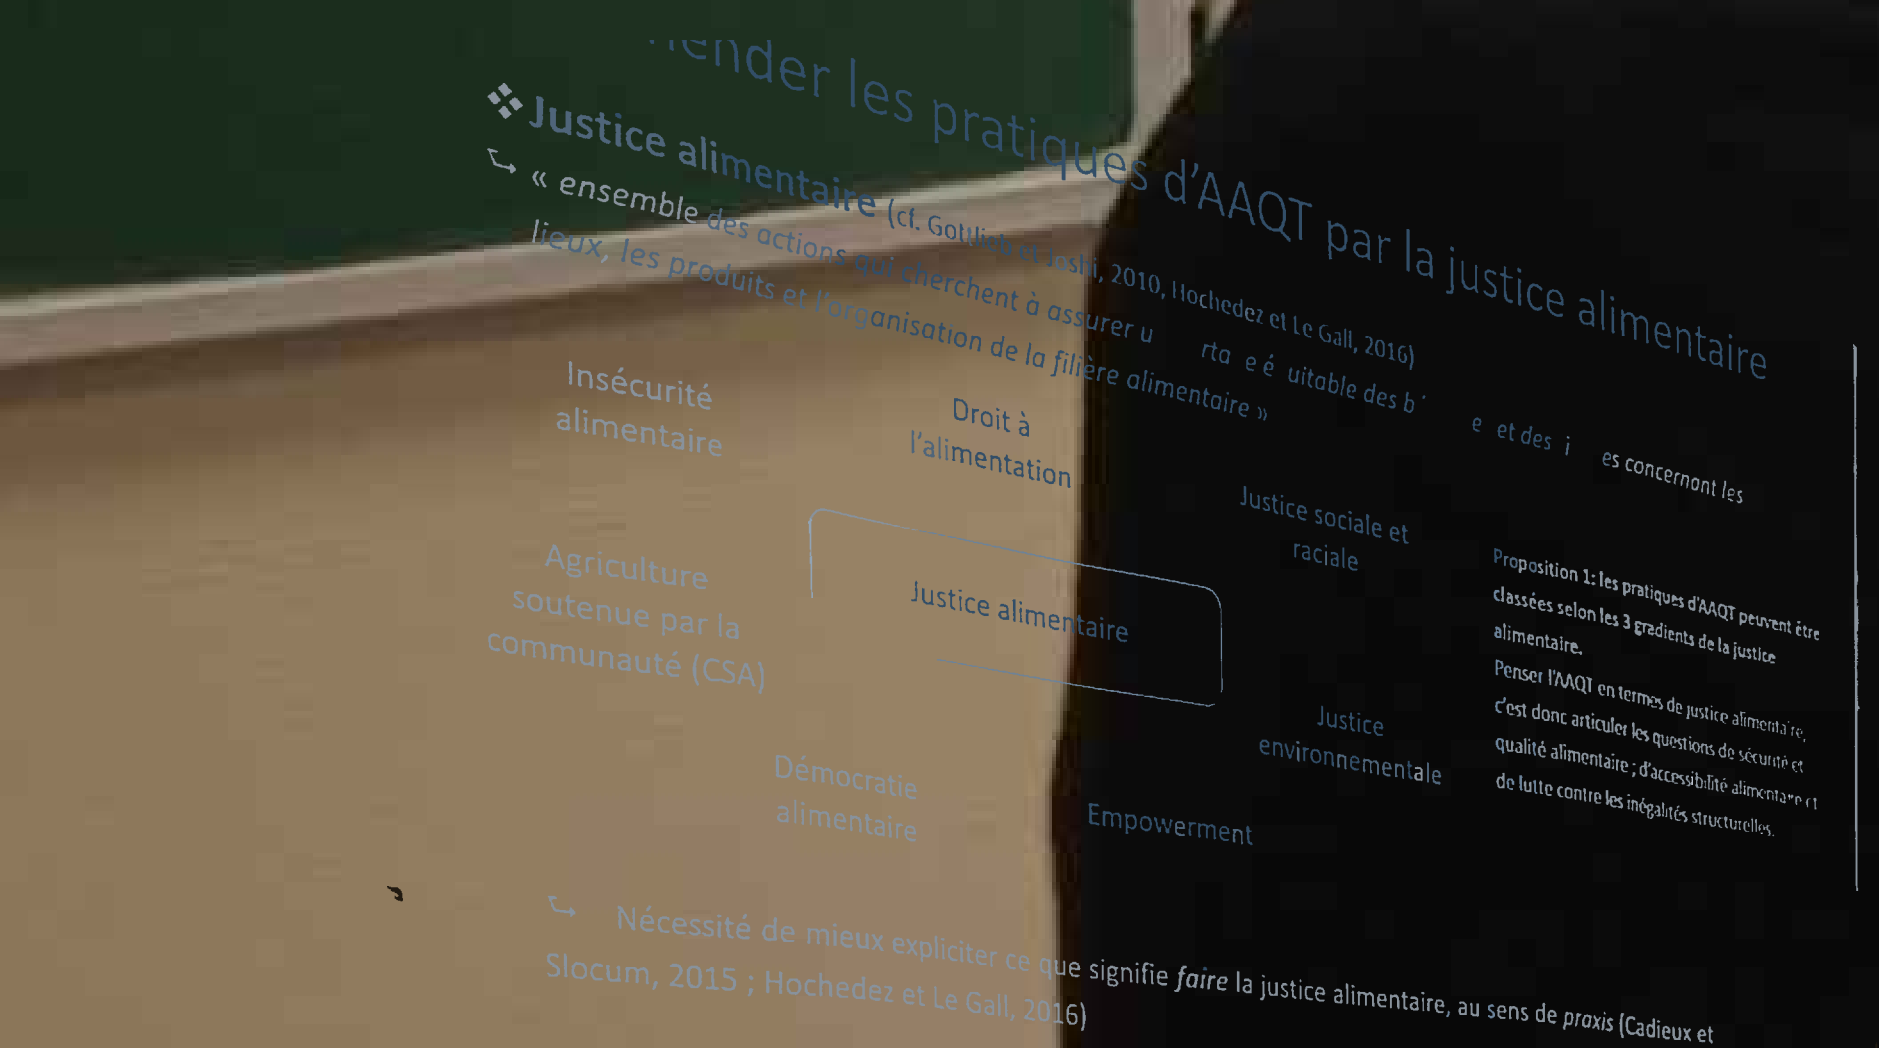 les pratiques d'AAQT par la justice alimentaire
❖ Justice alimentaire (cf. Gottlieb et Joshi, 2010, Hochedez et Le Gall, 2016)
« ensemble des actions qui cherchent à assurer équitable des et des concernant les
lieux, les produits et l'organisation de la filière alimentaire »
Insécurité
alimentaire
Droit à
l'alimentation
Justice sociale et
raciale
Agriculture
soutenue par la
communauté (CSA)
Justice alimentaire
Justice
environnementale
Démocratie
alimentaire
Empowerment
Proposition 1: les pratiques d'AAQT peuvent être
classées selon les 3 gradients de la justice
alimentaire.
Penser l'AAQT en termes de justice alimentaire,
c'est donc articuler les questions de sécurité et
qualité alimentaire ; d'accessibilité alimentaire et
de lutte contre les inégalités structurelles.
Nécessité de mieux expliciter ce que signifie faire la justice alimentaire, au sens de praxis (Cadieux et
Slocum, 2015 ; Hochedez et Le Gall, 2016)